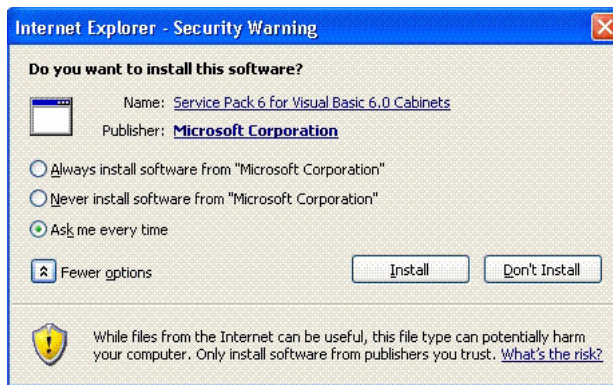 Internet Explorer - Security Warning
Do you want to install this software?
Name: Service Pack 6 for Visual Basic 6.0 Cabinets
Publisher: Microsoft Corporation
Always install software from "Microsoft Corporation"
Never install software from "Microsoft Corporation"
Ask me every time
Fewer options
Install
Don't Install
While files from the Internet can be useful, this file type can potentially harm
your computer. Only install software from publishers you trust. What's the risk?